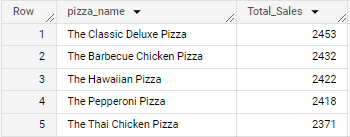 Row pizza_name Total_Sales
1 The Classic Deluxe Pizza 2453
2 The Barbecue Chicken Pizza 2432
3 The Hawaiian Pizza 2422
4 The Pepperoni Pizza 2418
5 The Thai Chicken Pizza 2371